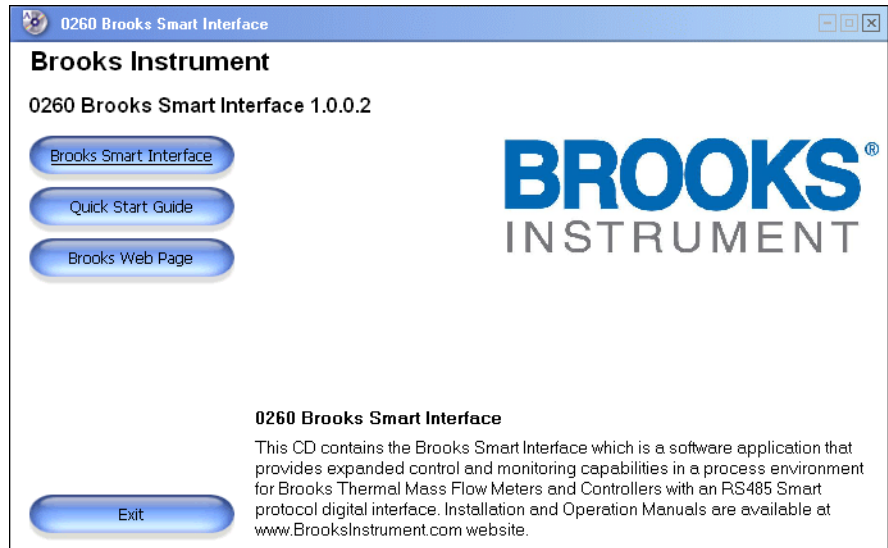 0260 Brooks Smart Interface
Brooks Instrument
0260 Brooks Smart Interface 1.0.0.2
Brooks Smart Interface
Quick Start Guide
Brooks Web Page
BROOKS®
INSTRUMENT
0260 Brooks Smart Interface
This CD contains the Brooks Smart Interface which is a software application that
provides expanded control and monitoring capabilities in a process environment
for Brooks Thermal Mass Flow Meters and Controllers with an RS485 Smart
protocol digital interface. Installation and Operation Manuals are available at
www.BrooksInstrument.com website.
Exit